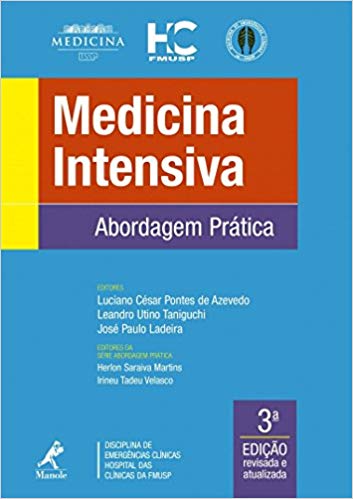 MEDICINA
USP
HC
FMUSP
Medicina
Intensiva
Abordagem Prática
EDITORES
Luciano César Pontes de Azevedo
Leandro Utino Taniguchi
José Paulo Ladeira
EDITORES DA
SÉRIE ABORDAGEM PRÁTICA
Herlon Saraiva Martins
Irineu Tadeu Velasco
3ª
EDIÇÃO
revisada e
atualizada
Manole
DISCIPLINA DE
EMERGÊNCIAS CLÍNICAS
HOSPITAL DAS
CLÍNICAS DA FMUSP